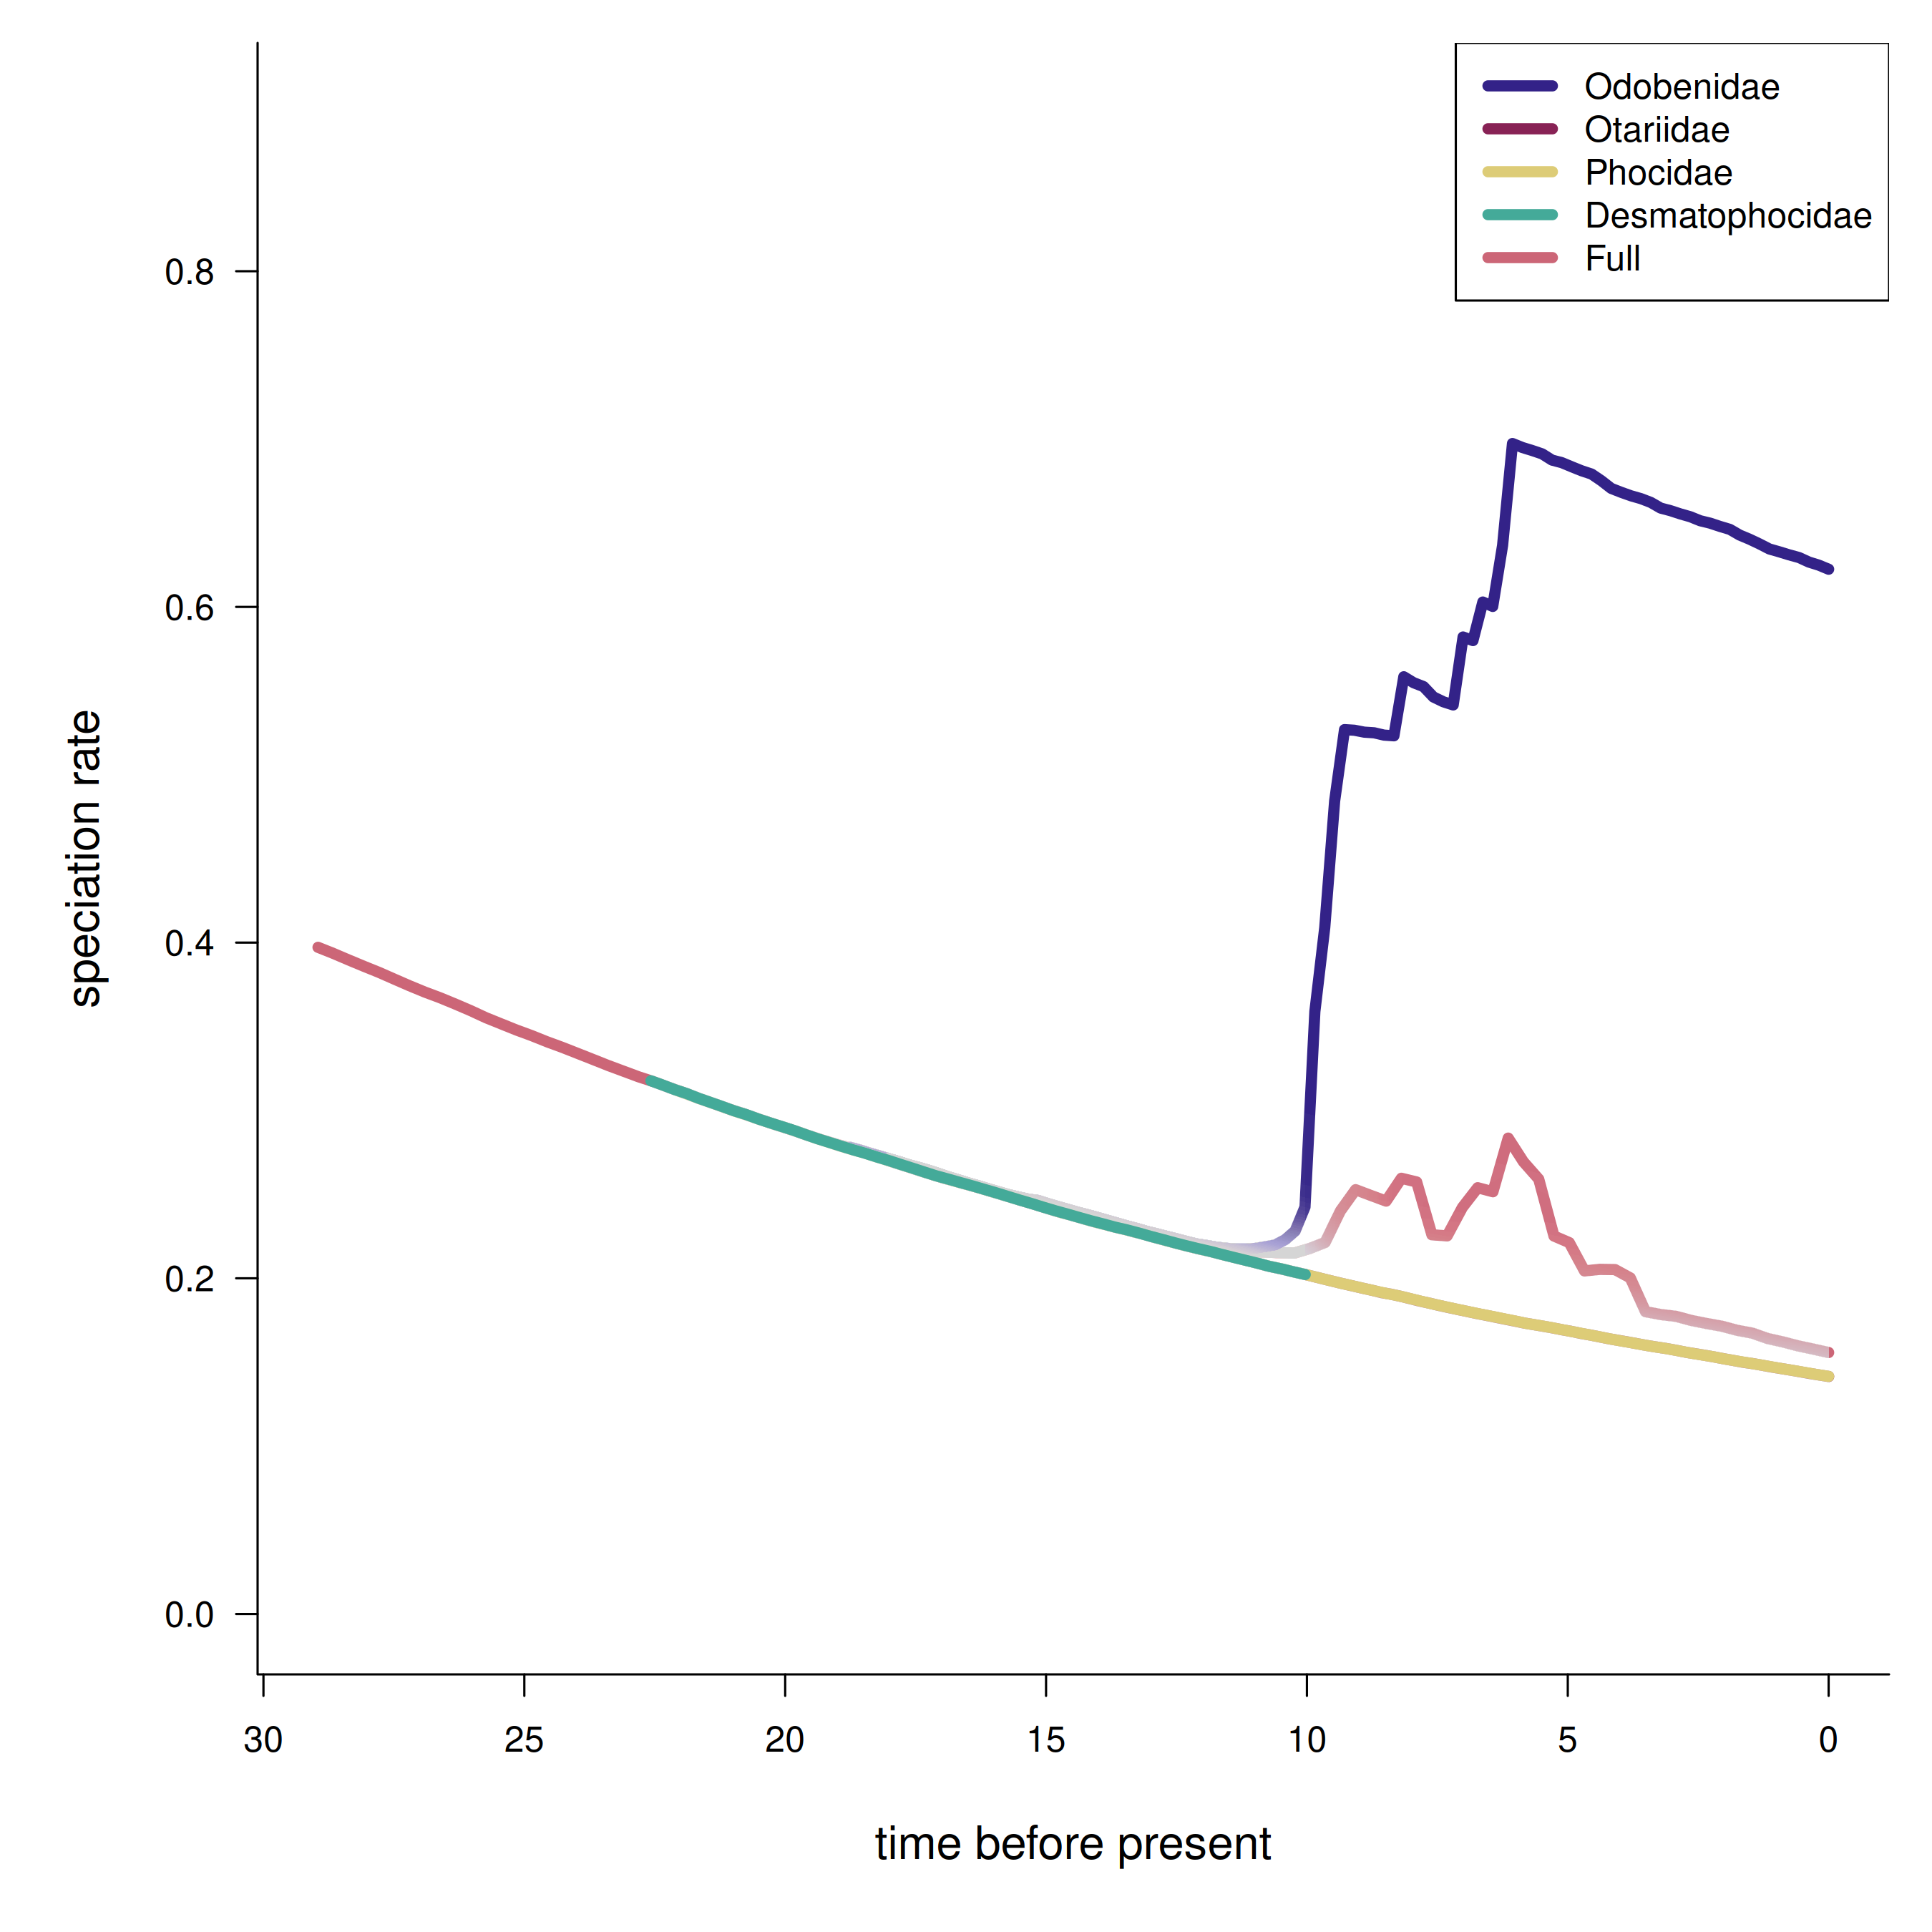 Odobenidae
Otariidae
Phocidae
Desmatophocidae
Full
0.8
0.6
0.4
0.2
0.0
speciation rate
30 25 20 15 10 5 0
time before present